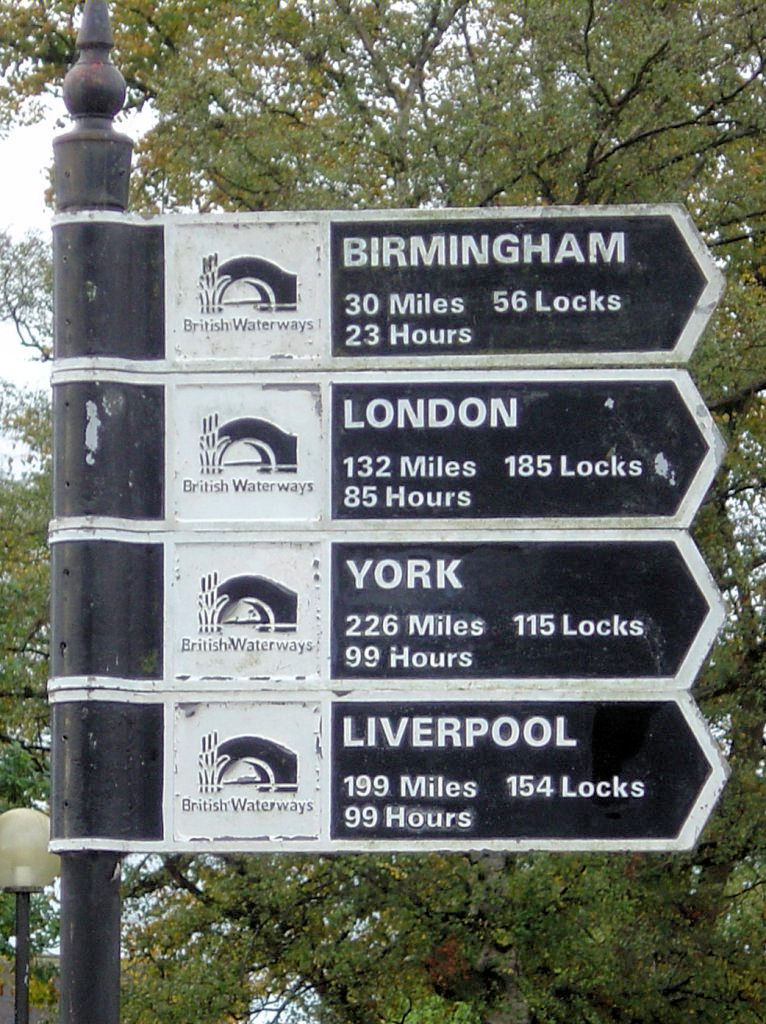 British Waterways
BIRMINGHAM
30 Miles 56 Locks
23 Hours
British Waterways
LONDON
132 Miles 185 Locks
85 Hours
British Waterways
YORK
226 Miles 115 Locks
99 Hours
British Waterways
LIVERPOOL
199 Miles 154 Locks
99 Hours